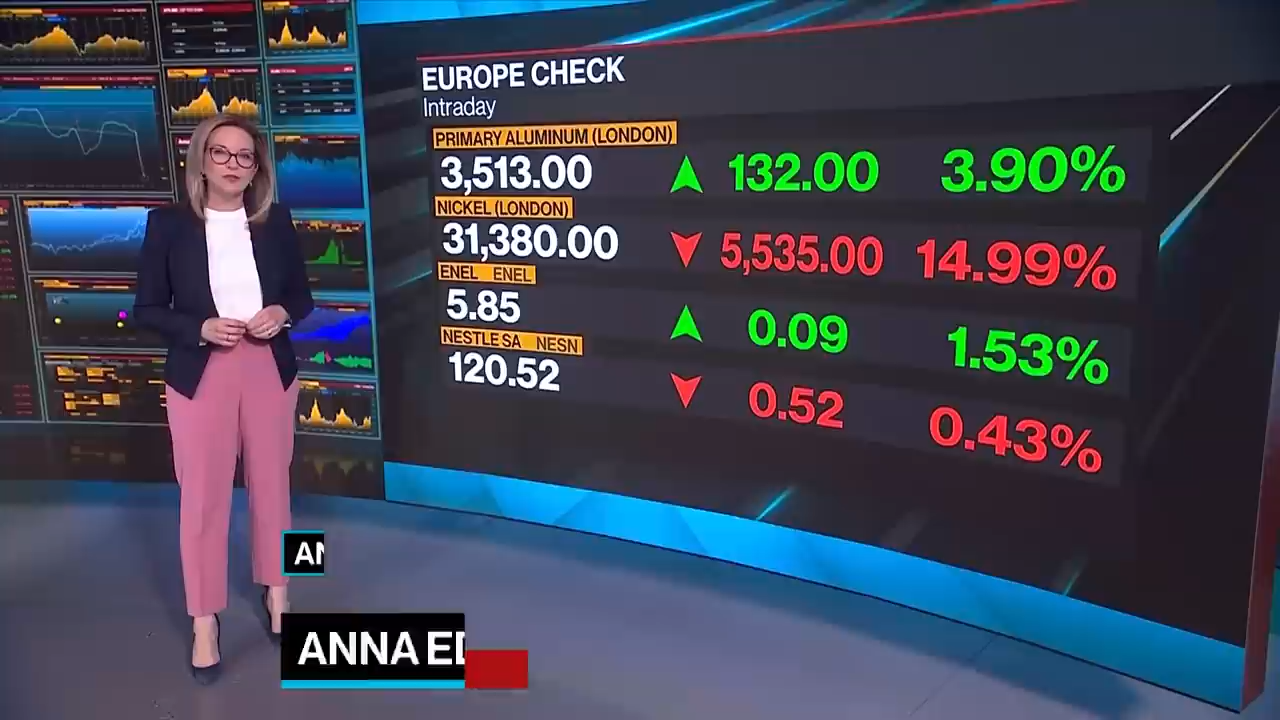 EUROPE CHECK
Intraday
PRIMARY ALUMINUM (LONDON)
3,513.00 ▲ 132.00 3.90%
NICKEL (LONDON)
31,380.00 ▼ 5,535.00 14.99%
ENEL ENEL
5.85 ▲ 0.09 1.53%
NESTLE SA NESN
120.52 ▼ 0.52 0.43%
AN
ANNA ED